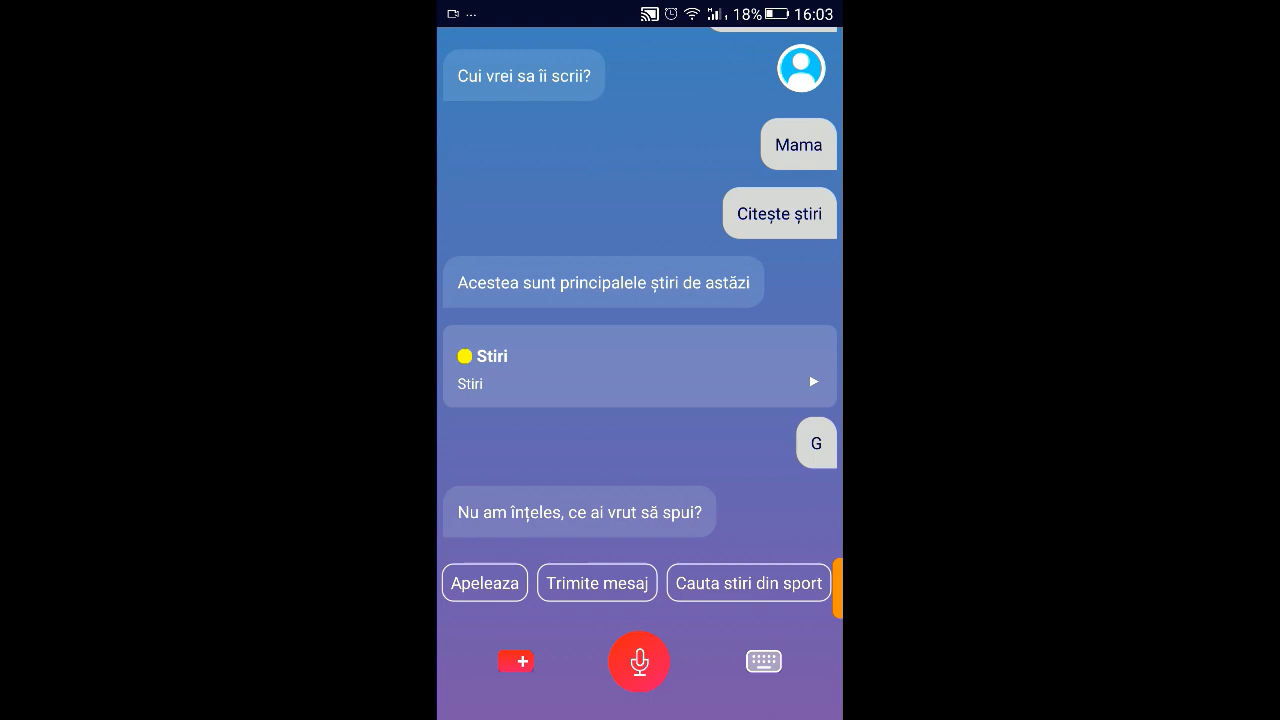 ... 18% 16:03
Cui vrei sa îi scrii?
Mama
Citește știri
Acestea sunt principalele știri de astăzi
Stiri
Stiri
G
Nu am înțeles, ce ai vrut să spui?
Apeleaza Trimite mesaj Cauta stiri din sport